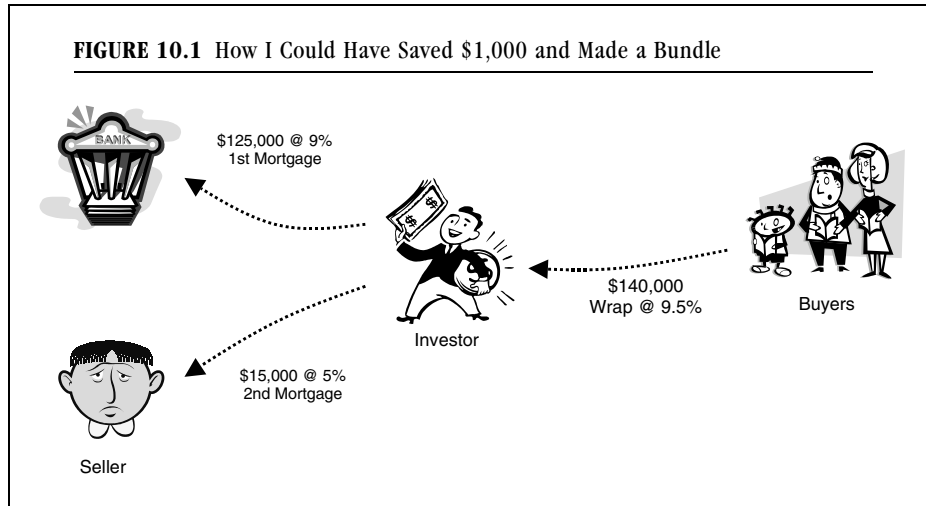 FIGURE 10.1 How I Could Have Saved $1,000 and Made a Bundle
BANK
$125,000 @ 9%
1st Mortgage
$ $
Investor
$140,000
Wrap @ 9.5%
Buyers
$15,000 @ 5%
2nd Mortgage
Seller